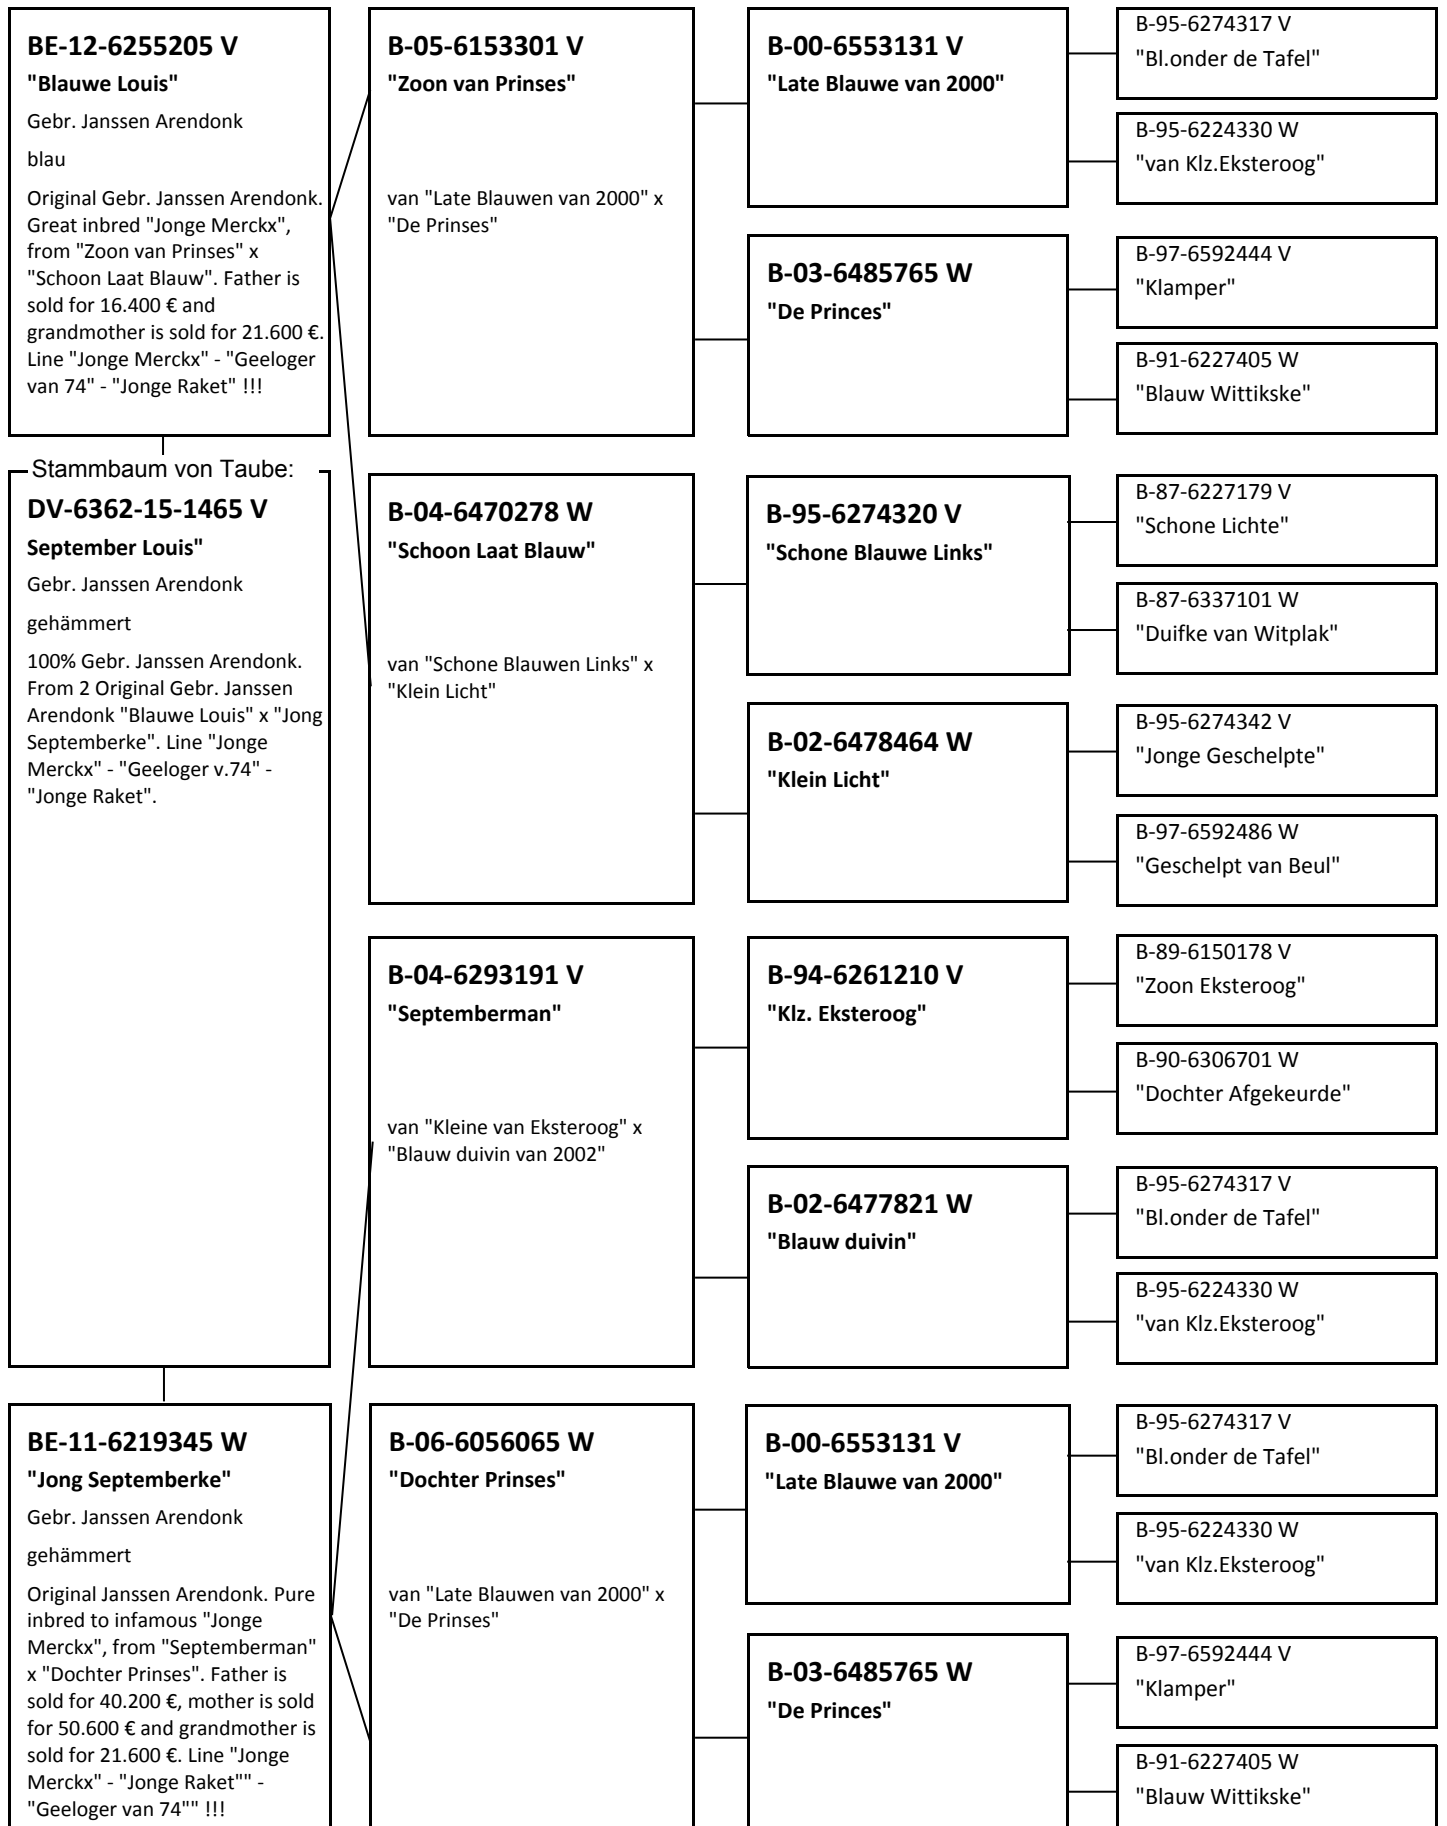 BE-12-6255205 V
"Blauwe Louis"
Gebr. Janssen Arendonk
blau
Original Gebr. Janssen Arendonk.
Great inbred "Jonge Merckx",
from "Zoon van Prinses" x
"Schoon Laat Blauw". Father is
sold for 16.400 € and
grandmother is sold for 21.600 €.
Line "Jonge Merckx" - "Geeloger
van 74" - "Jonge Raket" !!!
Stammbaum von Taube:
DV-6362-15-1465 V
September Louis"
Gebr. Janssen Arendonk
gehämmert
100% Gebr. Janssen Arendonk.
From 2 Original Gebr. Janssen
Arendonk "Blauwe Louis" x "Jong
Septemberke". Line "Jonge
Merckx" - "Geeloger v.74" -
"Jonge Raket".
BE-11-6219345 W
"Jong Septemberke"
Gebr. Janssen Arendonk
gehämmert
Original Janssen Arendonk. Pure
inbred to infamous "Jonge
Merckx", from "Septemberman"
x "Dochter Prinses". Father is
sold for 40.200 €, mother is sold
for 50.600 € and grandmother is
sold for 21.600 €. Line "Jonge
Merckx" - "Jonge Raket"" -
"Geeloger van 74"" !!!
B-05-6153301 V
"Zoon van Prinses"
van "Late Blauwen van 2000" x
"De Prinses"
B-04-6470278 W
"Schoon Laat Blauw"
van "Schone Blauwen Links" x
"Klein Licht"
B-04-6293191 V
"Septemberman"
van "Kleine van Eksteroog" x
"Blauw duivin van 2002"
B-06-6056065 W
"Dochter Prinses"
van "Late Blauwen van 2000" x
"De Prinses"
B-00-6553131 V
"Late Blauwe van 2000"
B-03-6485765 W
"De Princes"
B-95-6274320 V
"Schone Blauwe Links"
B-02-6478464 W
"Klein Licht"
B-94-6261210 V
"Klz. Eksteroog"
B-02-6477821 W
"Blauw duivin"
B-00-6553131 V
"Late Blauwe van 2000"
B-03-6485765 W
"De Princes"
B-95-6274317 V
"Bl.onder de Tafel"
B-95-6224330 W
"van Klz.Eksteroog"
B-97-6592444 V
"Klamper"
B-91-6227405 W
"Blauw Wittikske"
B-87-6227179 V
"Schone Lichte"
B-87-6337101 W
"Duifke van Witplak"
B-95-6274342 V
"Jonge Geschelpte"
B-97-6592486 W
"Geschelpt van Beul"
B-89-6150178 V
"Zoon Eksteroog"
B-90-6306701 W
"Dochter Afgekeurde"
B-95-6274317 V
"Bl.onder de Tafel"
B-95-6224330 W
"van Klz.Eksteroog"
B-95-6274317 V
"Bl.onder de Tafel"
B-95-6224330 W
"van Klz.Eksteroog"
B-97-6592444 V
"Klamper"
B-91-6227405 W
"Blauw Wittikske"